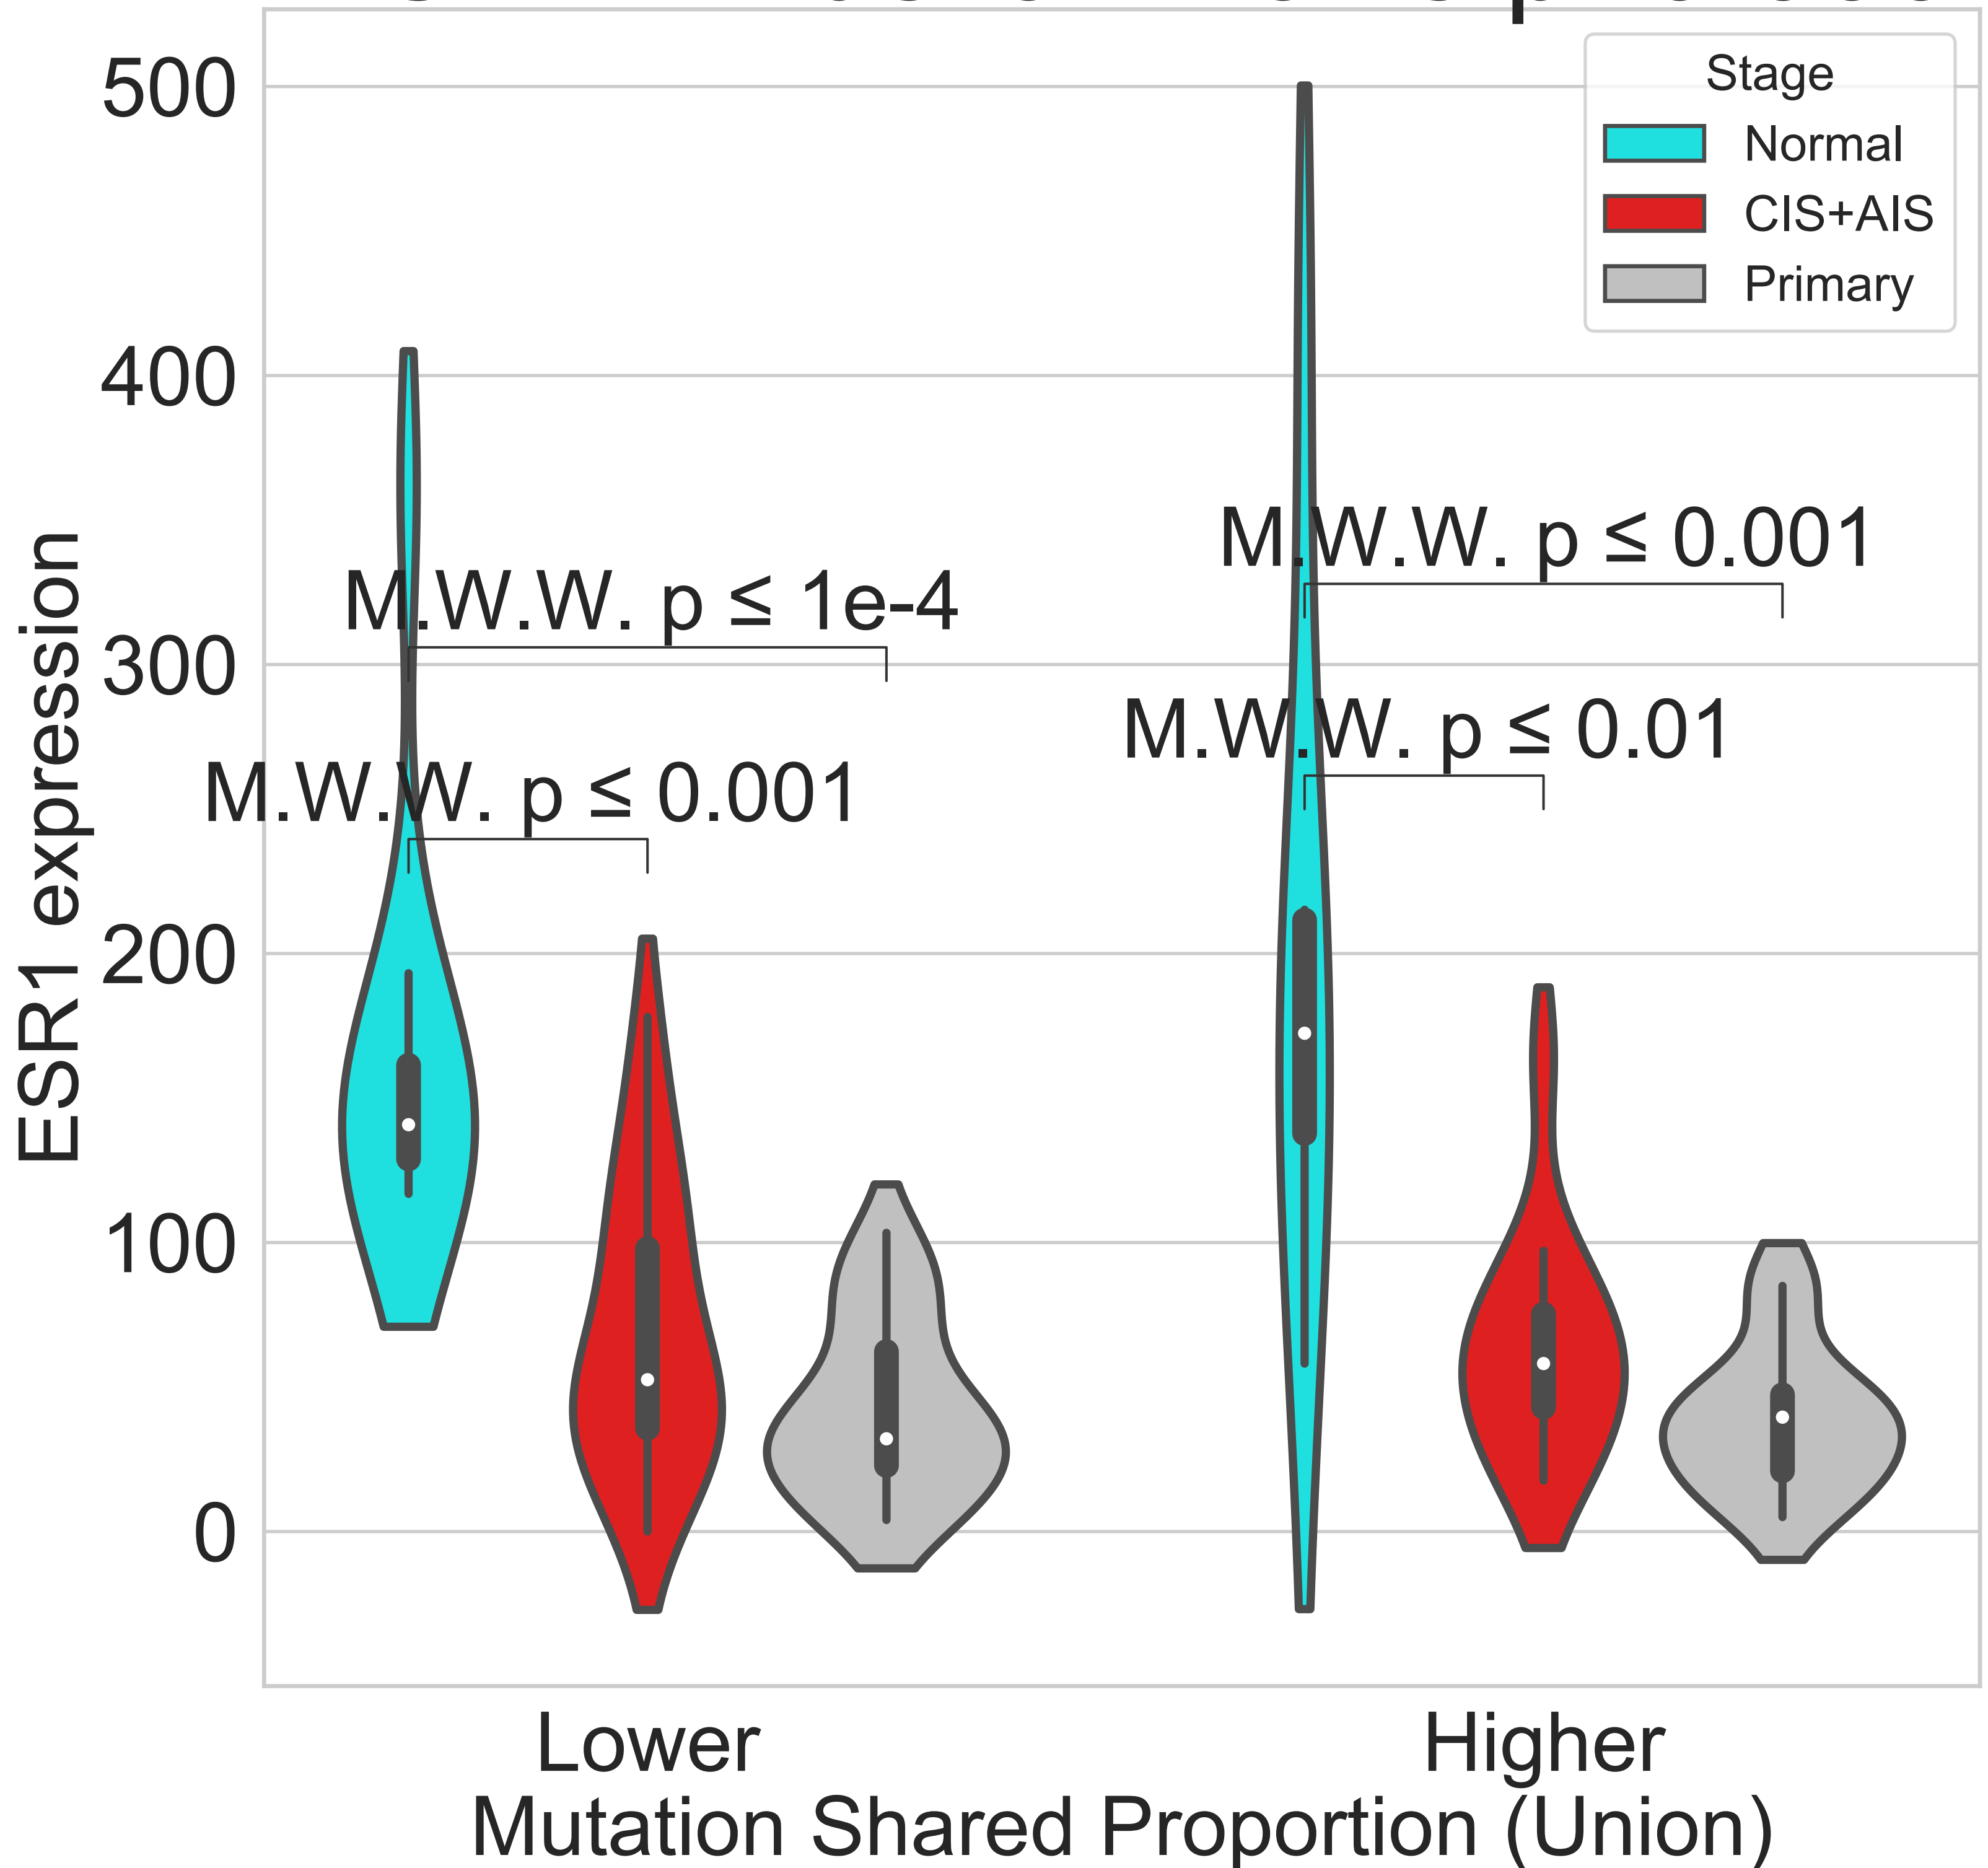 Stage
Normal
CIS+AIS
Primary
500
400
300
200
100
0
ESR1 expression
M.W.W. p ≤ 0.001
M.W.W. p ≤ 1e-4
M.W.W. p ≤ 0.01
M.W.W. p ≤ 0.001
Lower
Higher
Mutation Shared Proportion (Union)